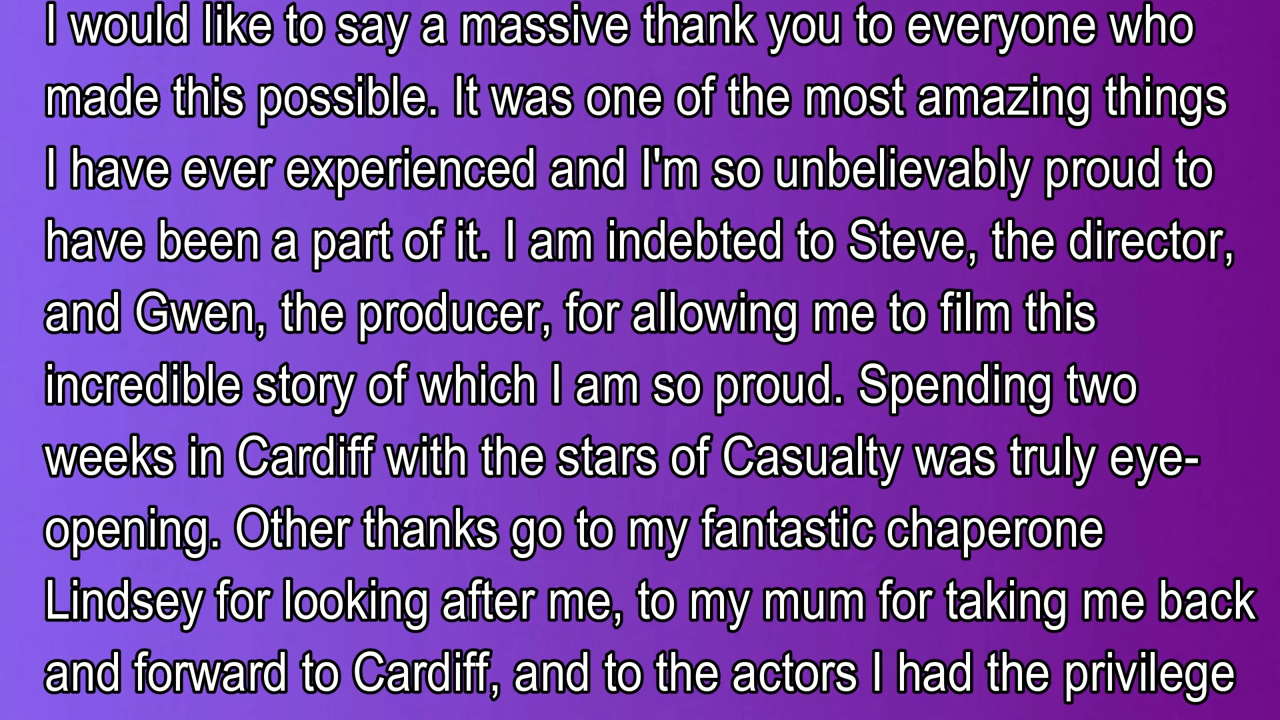 I would like to say a massive thank you to everyone who
made this possible. It was one of the most amazing things
I have ever experienced and I'm so unbelievably proud to
have been a part of it. I am indebted to Steve, the director,
and Gwen, the producer, for allowing me to film this
incredible story of which I am so proud. Spending two
weeks in Cardiff with the stars of Casualty was truly eye-
opening. Other thanks go to my fantastic chaperone
Lindsey for looking after me, to my mum for taking me back
and forward to Cardiff, and to the actors I had the privilege